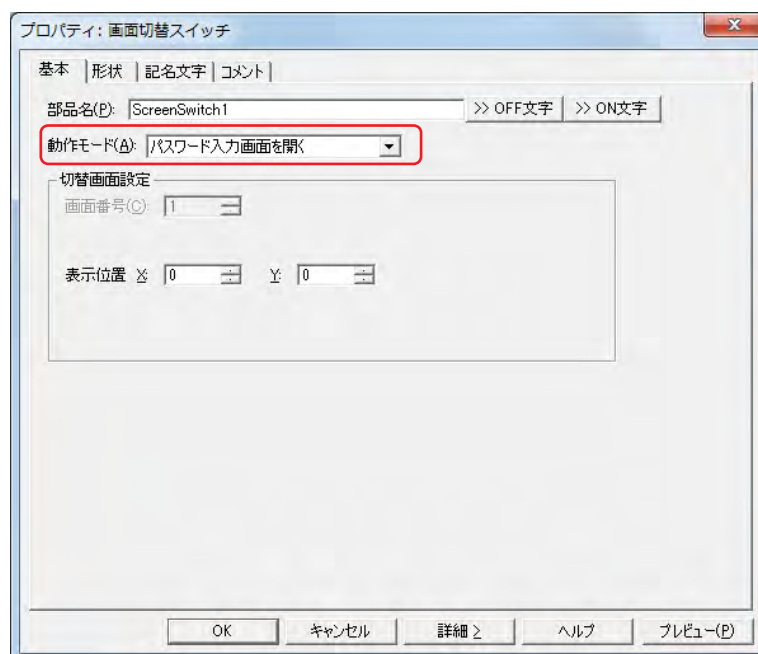 プロパティ: 画面切替スイッチ
基本 形状 記名文字 コメント
部品名(P): ScreenSwitch1 >> OFF文字 >> ON文字
動作モード(A): パスワード入力画面を開く
切替画面設定
画面番号(C): 1
表示位置 X: 0 Y: 0
OK キャンセル 詳細 > ヘルプ プレビュー(P)